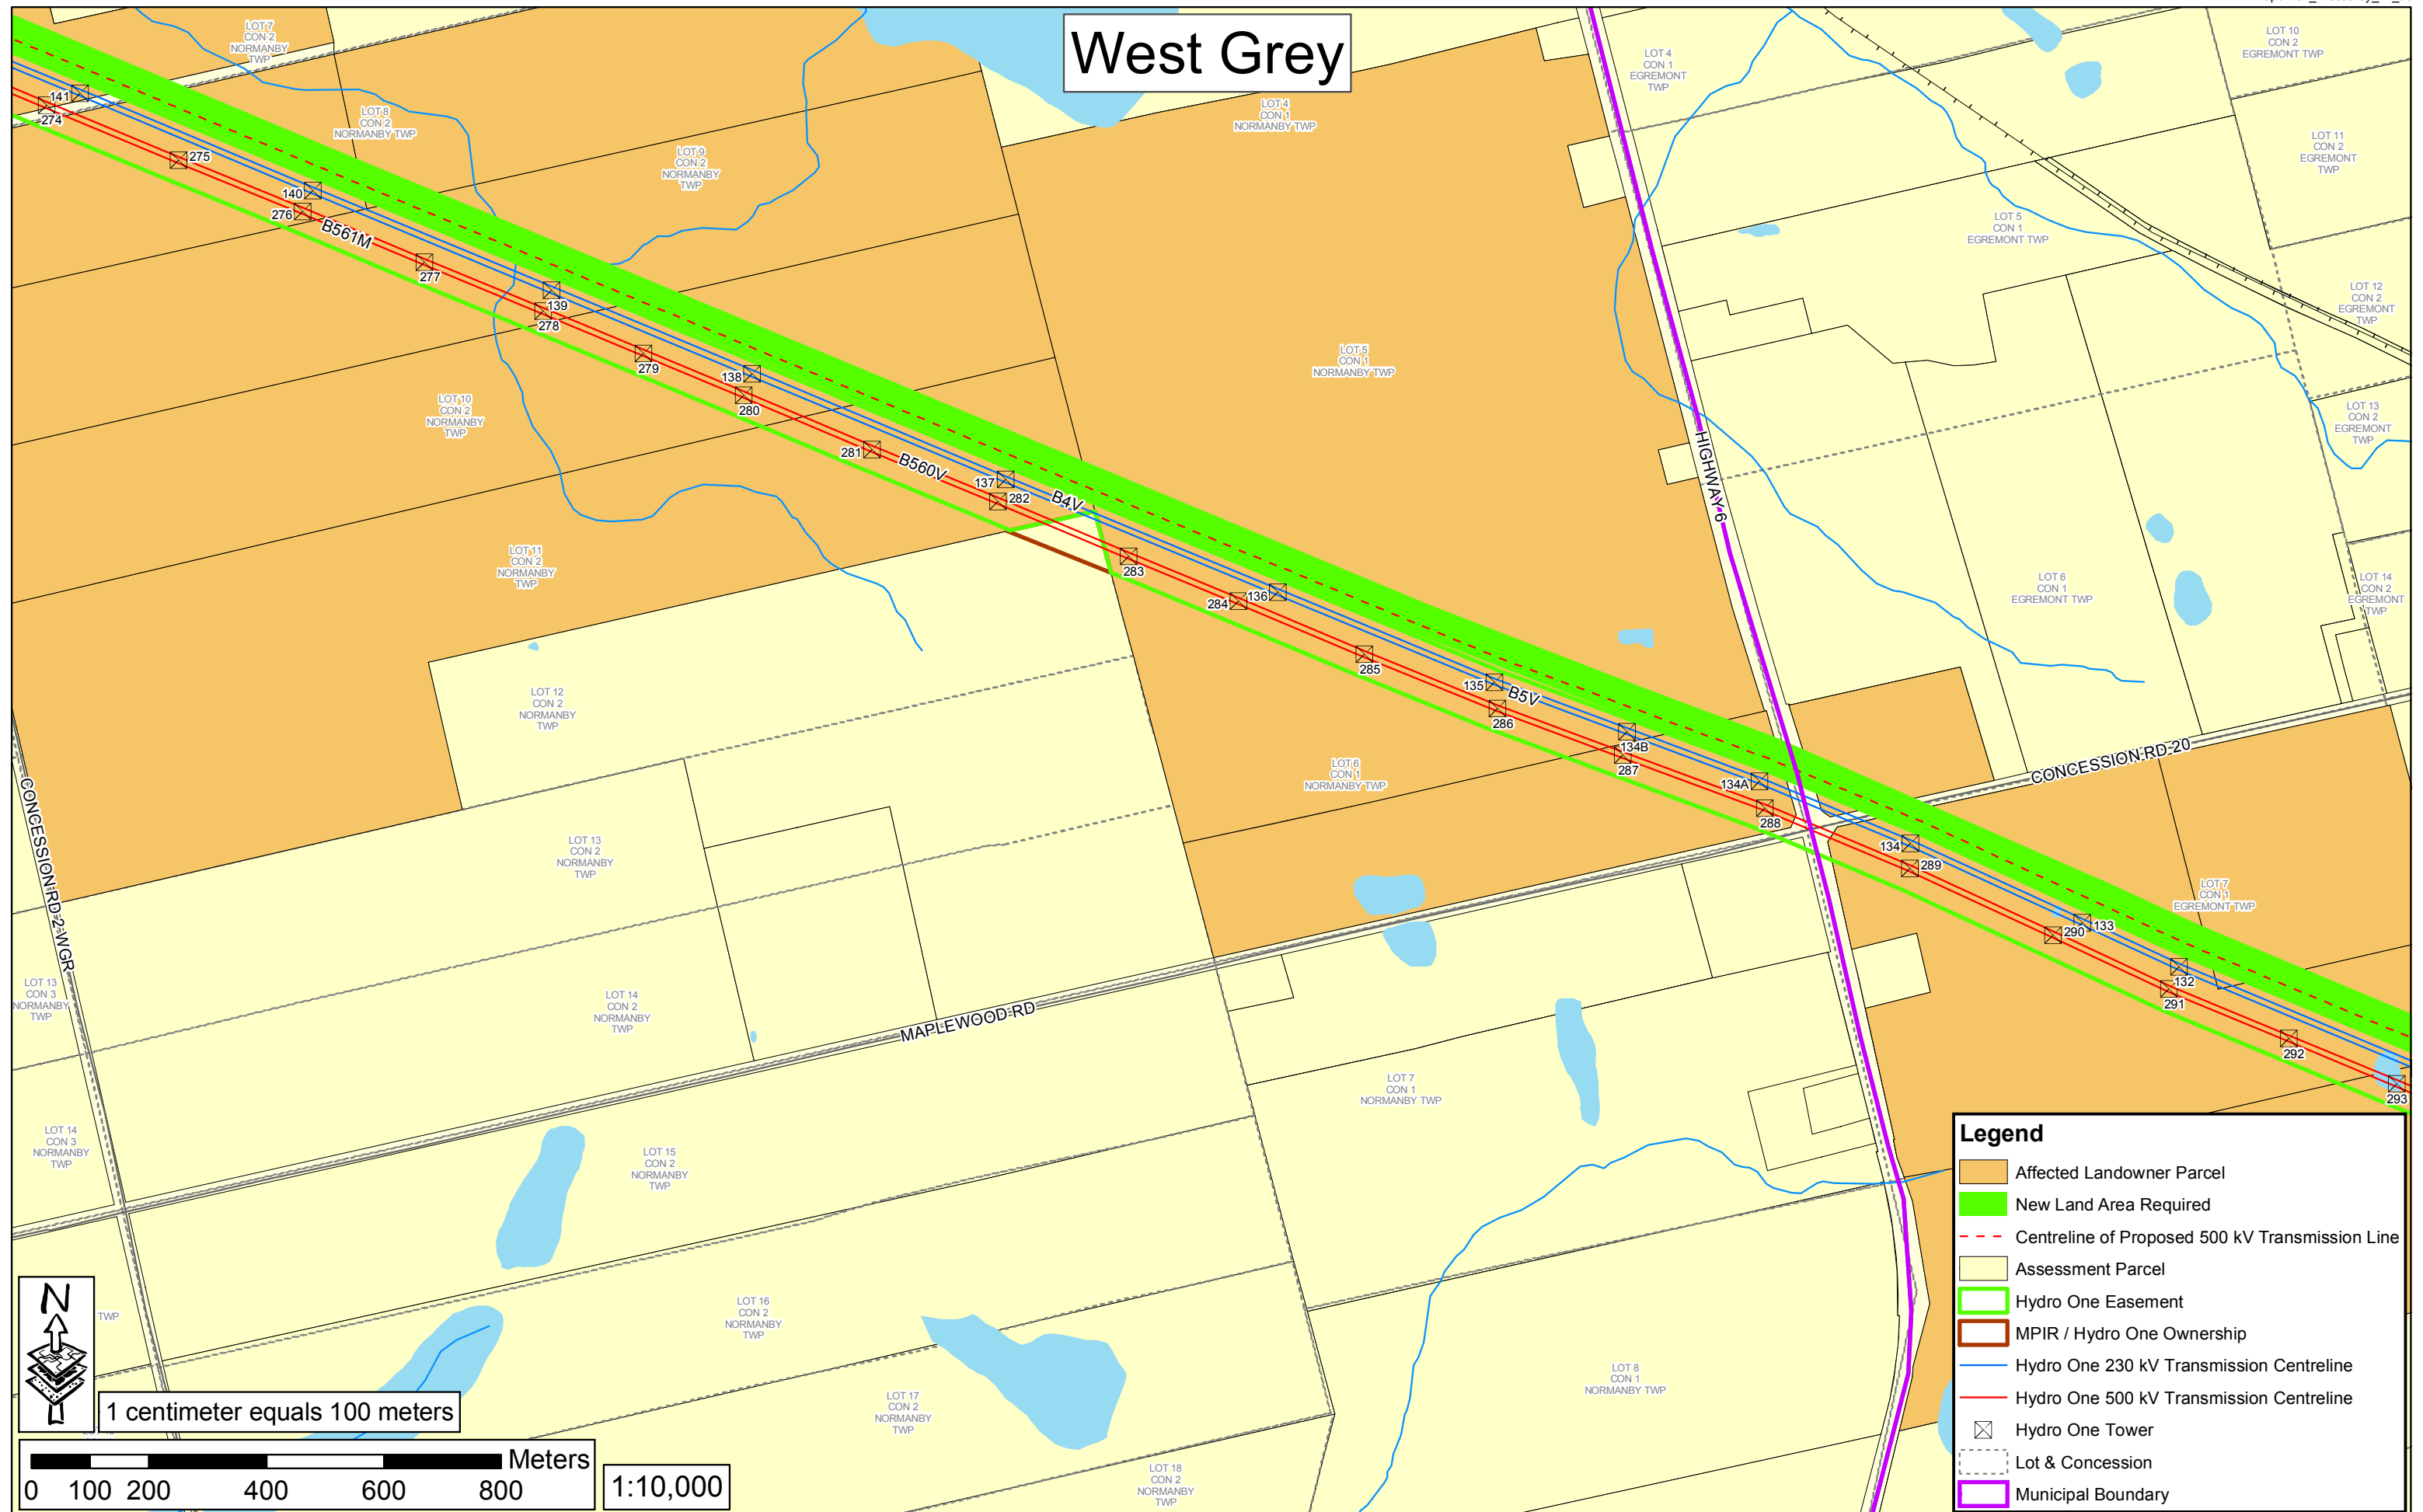 West Grey
LOT 7
CON 2
NORMANBY
TWP
LOT 8
CON 2
NORMANBY TWP
LOT 9
CON 2
NORMANBY
TWP
LOT 4
CON 1
NORMANBY TWP
LOT 4
CON 1
EGREMONT
TWP
LOT 10
CON 2
EGREMONT TWP
LOT 11
CON 2
EGREMONT
TWP
LOT 5
CON 1
EGREMONT TWP
LOT 12
CON 2
EGREMONT
TWP
LOT 13
CON 2
EGREMONT
TWP
LOT 14
CON 2
EGREMONT
TWP
LOT 5
CON 1
NORMANBY TWP
LOT 10
CON 2
NORMANBY
TWP
LOT 11
CON 2
NORMANBY
TWP
LOT 6
CON 1
EGREMONT TWP
LOT 12
CON 2
NORMANBY
TWP
LOT 6
CON 1
NORMANBY TWP
LOT 13
CON 2
NORMANBY
TWP
LOT 7
CON 1
EGREMONT TWP
LOT 13
CON 3
NORMANBY
TWP
LOT 14
CON 2
NORMANBY
TWP
LOT 7
CON 1
NORMANBY TWP
LOT 14
CON 3
NORMANBY
TWP
LOT 15
CON 2
NORMANBY
TWP
LOT 16
CON 2
NORMANBY
TWP
TWP
LOT 17
CON 2
NORMANBY
TWP
LOT 8
CON 1
NORMANBY TWP
LOT 18
CON 2
NORMANBY
TWP
141
274
275
140
276
B561M
277
139
278
279
138
280
281
B560V
137
282
B4V
283
284
136
285
135
B5V
286
134B
287
134A
288
134
289
290
133
132
291
292
293
HIGHWAY 6
CONCESSION RD 20
MAPLEWOOD RD
CONCESSION RD 2 WGR
N
1 centimeter equals 100 meters
Meters
0 100 200 400 600 800
1:10,000
Legend
Affected Landowner Parcel
New Land Area Required
Centreline of Proposed 500 kV Transmission Line
Assessment Parcel
Hydro One Easement
MPIR / Hydro One Ownership
Hydro One 230 kV Transmission Centreline
Hydro One 500 kV Transmission Centreline
Hydro One Tower
Lot & Concession
Municipal Boundary